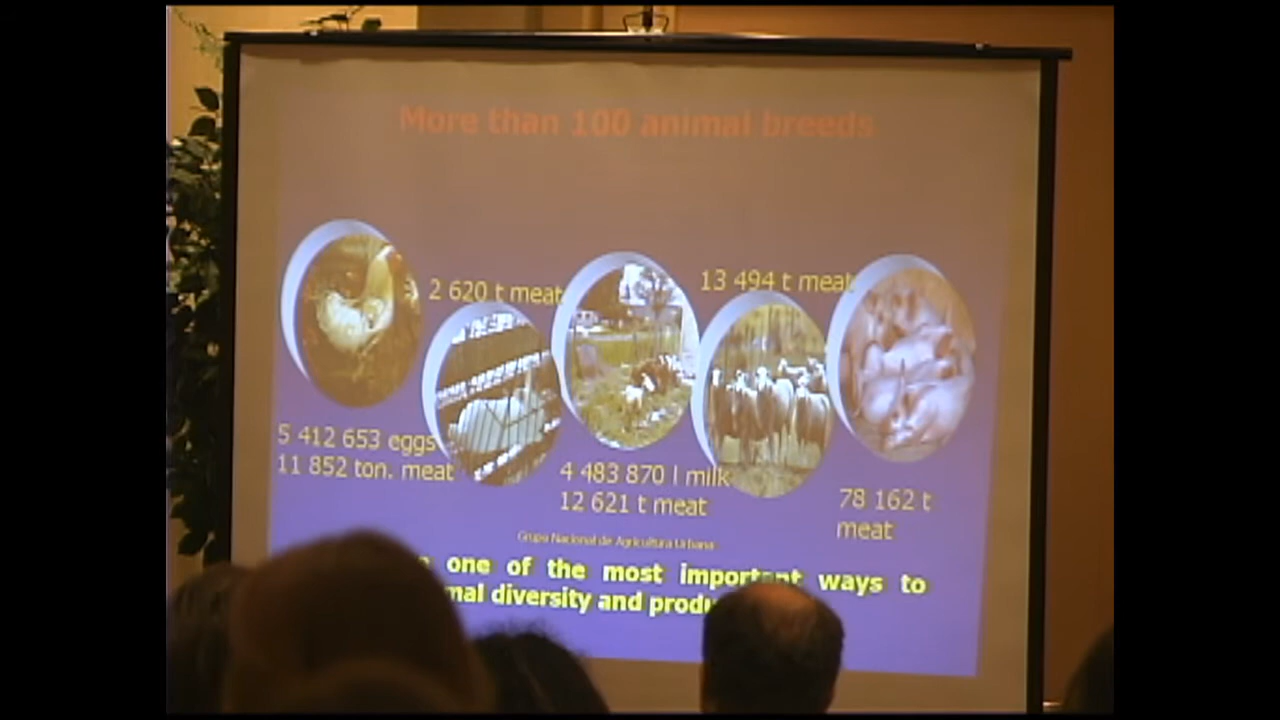 More than 100 animal breeds
2 620 t meat
13 494 t meat
5 412 653 eggs
11 852 ton. meat
4 483 870 l milk
12 621 t meat
78 162 t
meat
Grupo Nacional de Agricultura Urbana
one of the most important ways to
diversity and